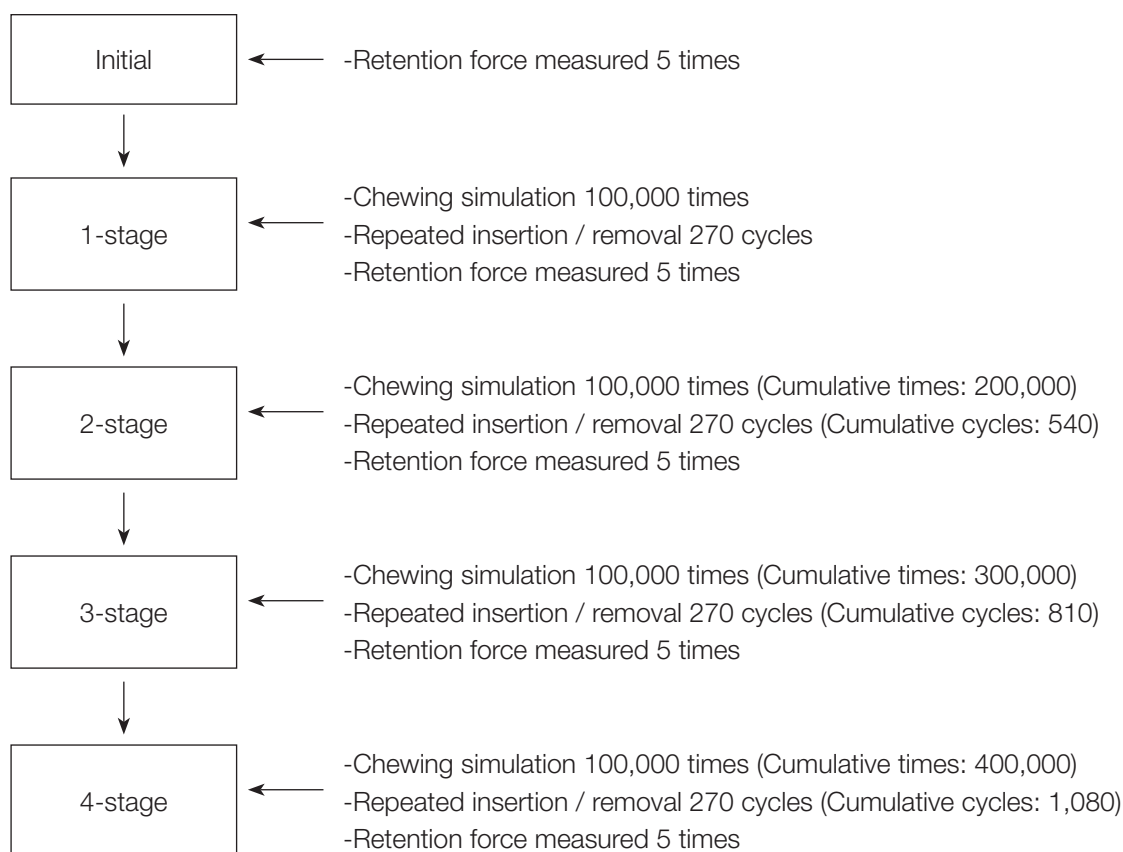 Initial
-Retention force measured 5 times
1-stage
-Chewing simulation 100,000 times
-Repeated insertion / removal 270 cycles
-Retention force measured 5 times
2-stage
-Chewing simulation 100,000 times (Cumulative times: 200,000)
-Repeated insertion / removal 270 cycles (Cumulative cycles: 540)
-Retention force measured 5 times
3-stage
-Chewing simulation 100,000 times (Cumulative times: 300,000)
-Repeated insertion / removal 270 cycles (Cumulative cycles: 810)
-Retention force measured 5 times
4-stage
-Chewing simulation 100,000 times (Cumulative times: 400,000)
-Repeated insertion / removal 270 cycles (Cumulative cycles: 1,080)
-Retention force measured 5 times